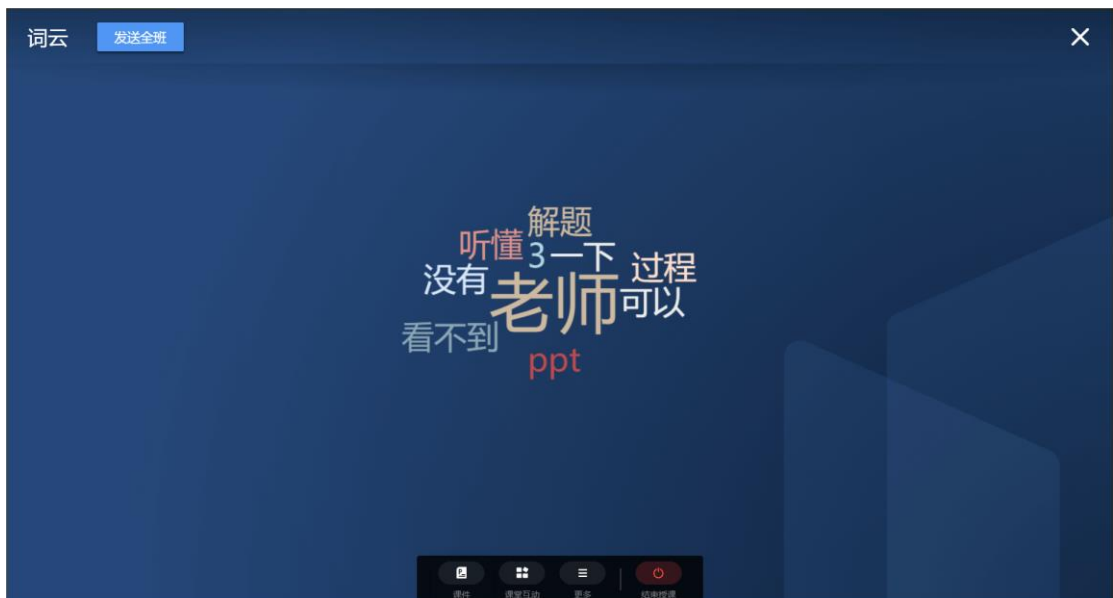 词云 发送全班
解题
听懂 3 一下 过程
没有 老师 可以
看不到
ppt
课件 课堂互动 更多 结束授课